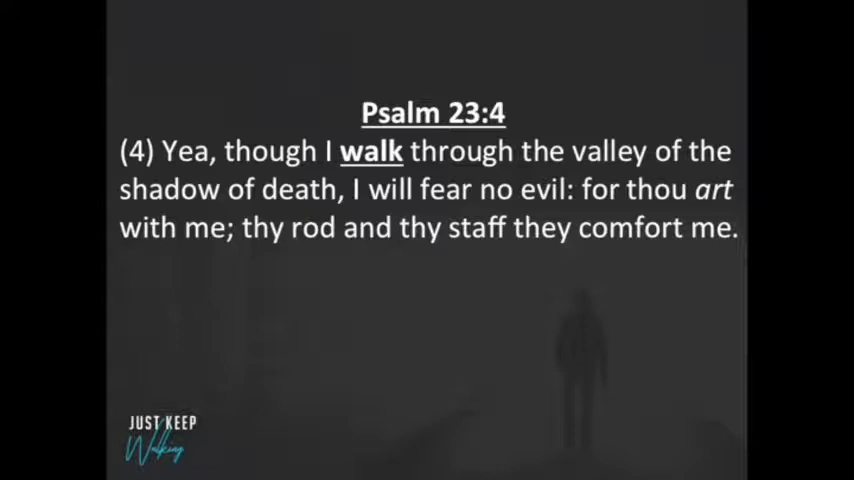 Psalm 23:4
(4) Yea, though I walk through the valley of the
shadow of death, I will fear no evil: for thou art
with me; thy rod and thy staff they comfort me.
JUST KEEP
Walking